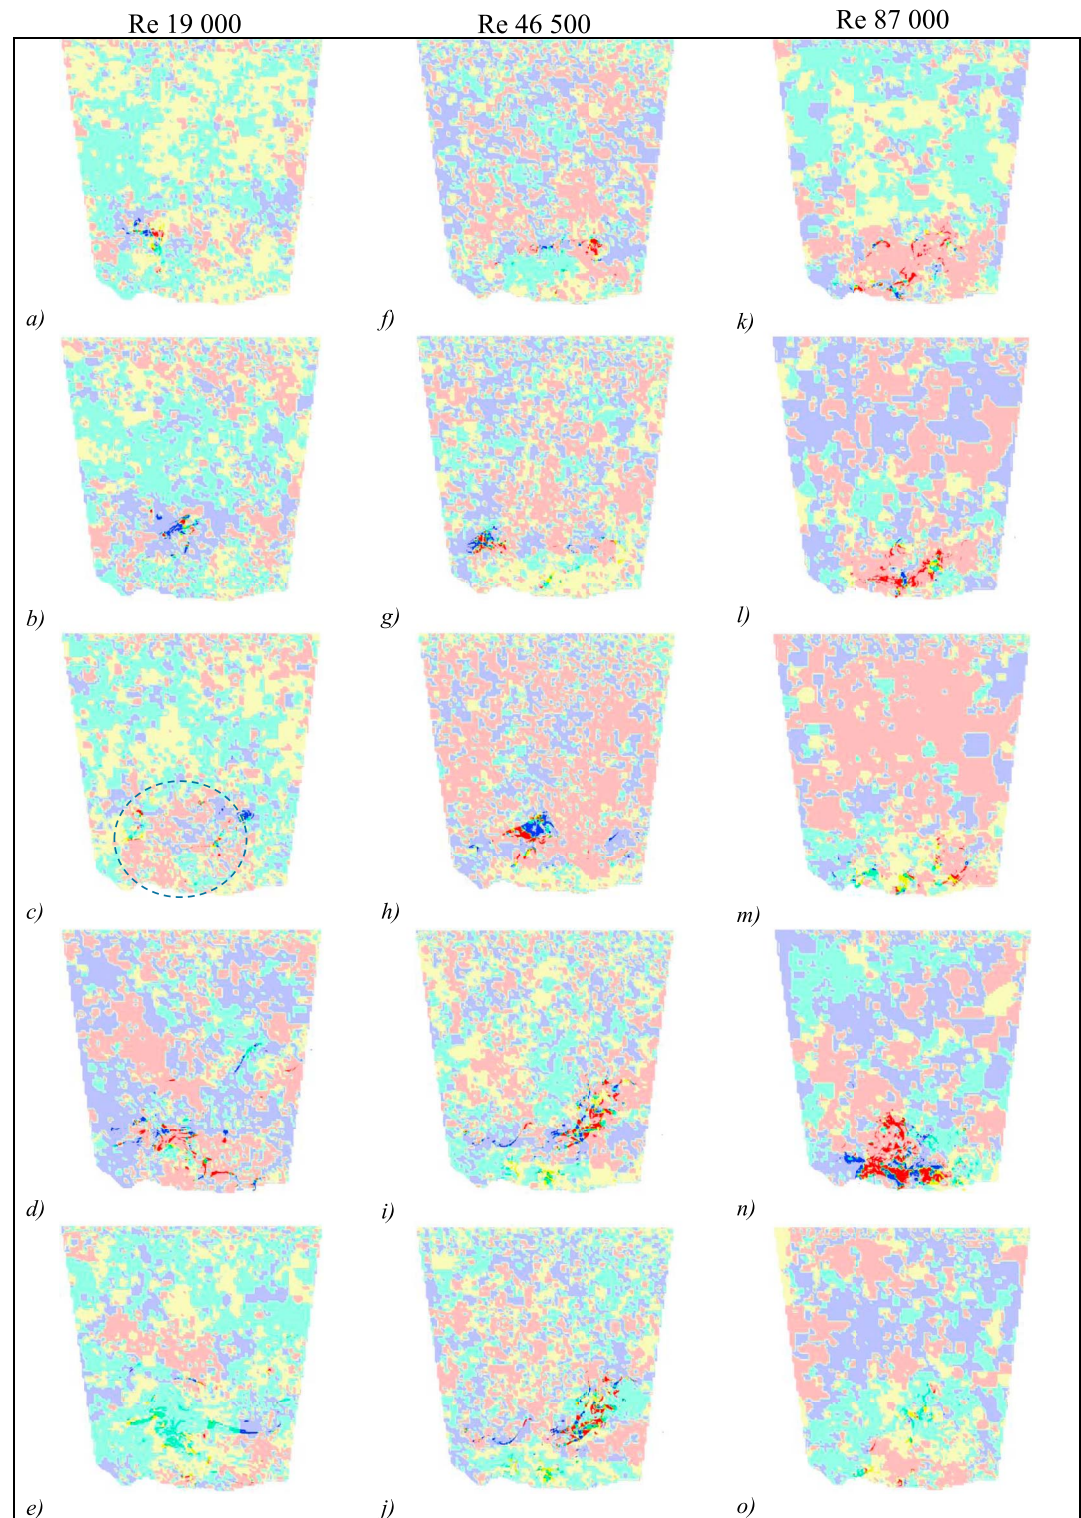 Re 19 000 Re 46 500 Re 87 000
a) f) k)
b) g) l)
c) h) m)
d) i) n)
e) j) o)